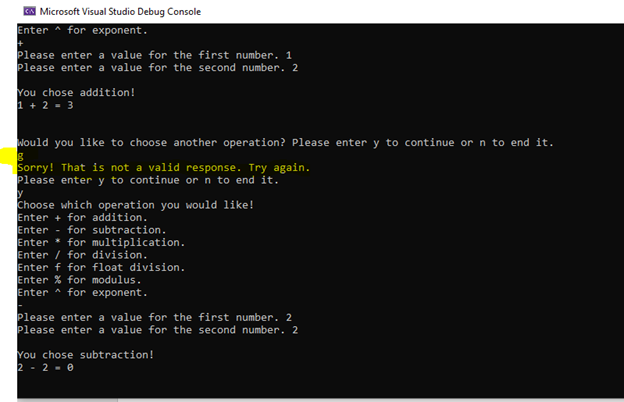 Microsoft Visual Studio Debug Console
Enter ^ for exponent.
+
Please enter a value for the first number. 1
Please enter a value for the second number. 2
You chose addition!
1 + 2 = 3
Would you like to choose another operation? Please enter y to continue or n to end it.
g
Sorry! That is not a valid response. Try again.
Please enter y to continue or n to end it.
y
Choose which operation you would like!
Enter + for addition.
Enter - for subtraction.
Enter * for multiplication.
Enter / for division.
Enter f for float division.
Enter % for modulus.
Enter ^ for exponent.
-
Please enter a value for the first number. 2
Please enter a value for the second number. 2
You chose subtraction!
2 - 2 = 0